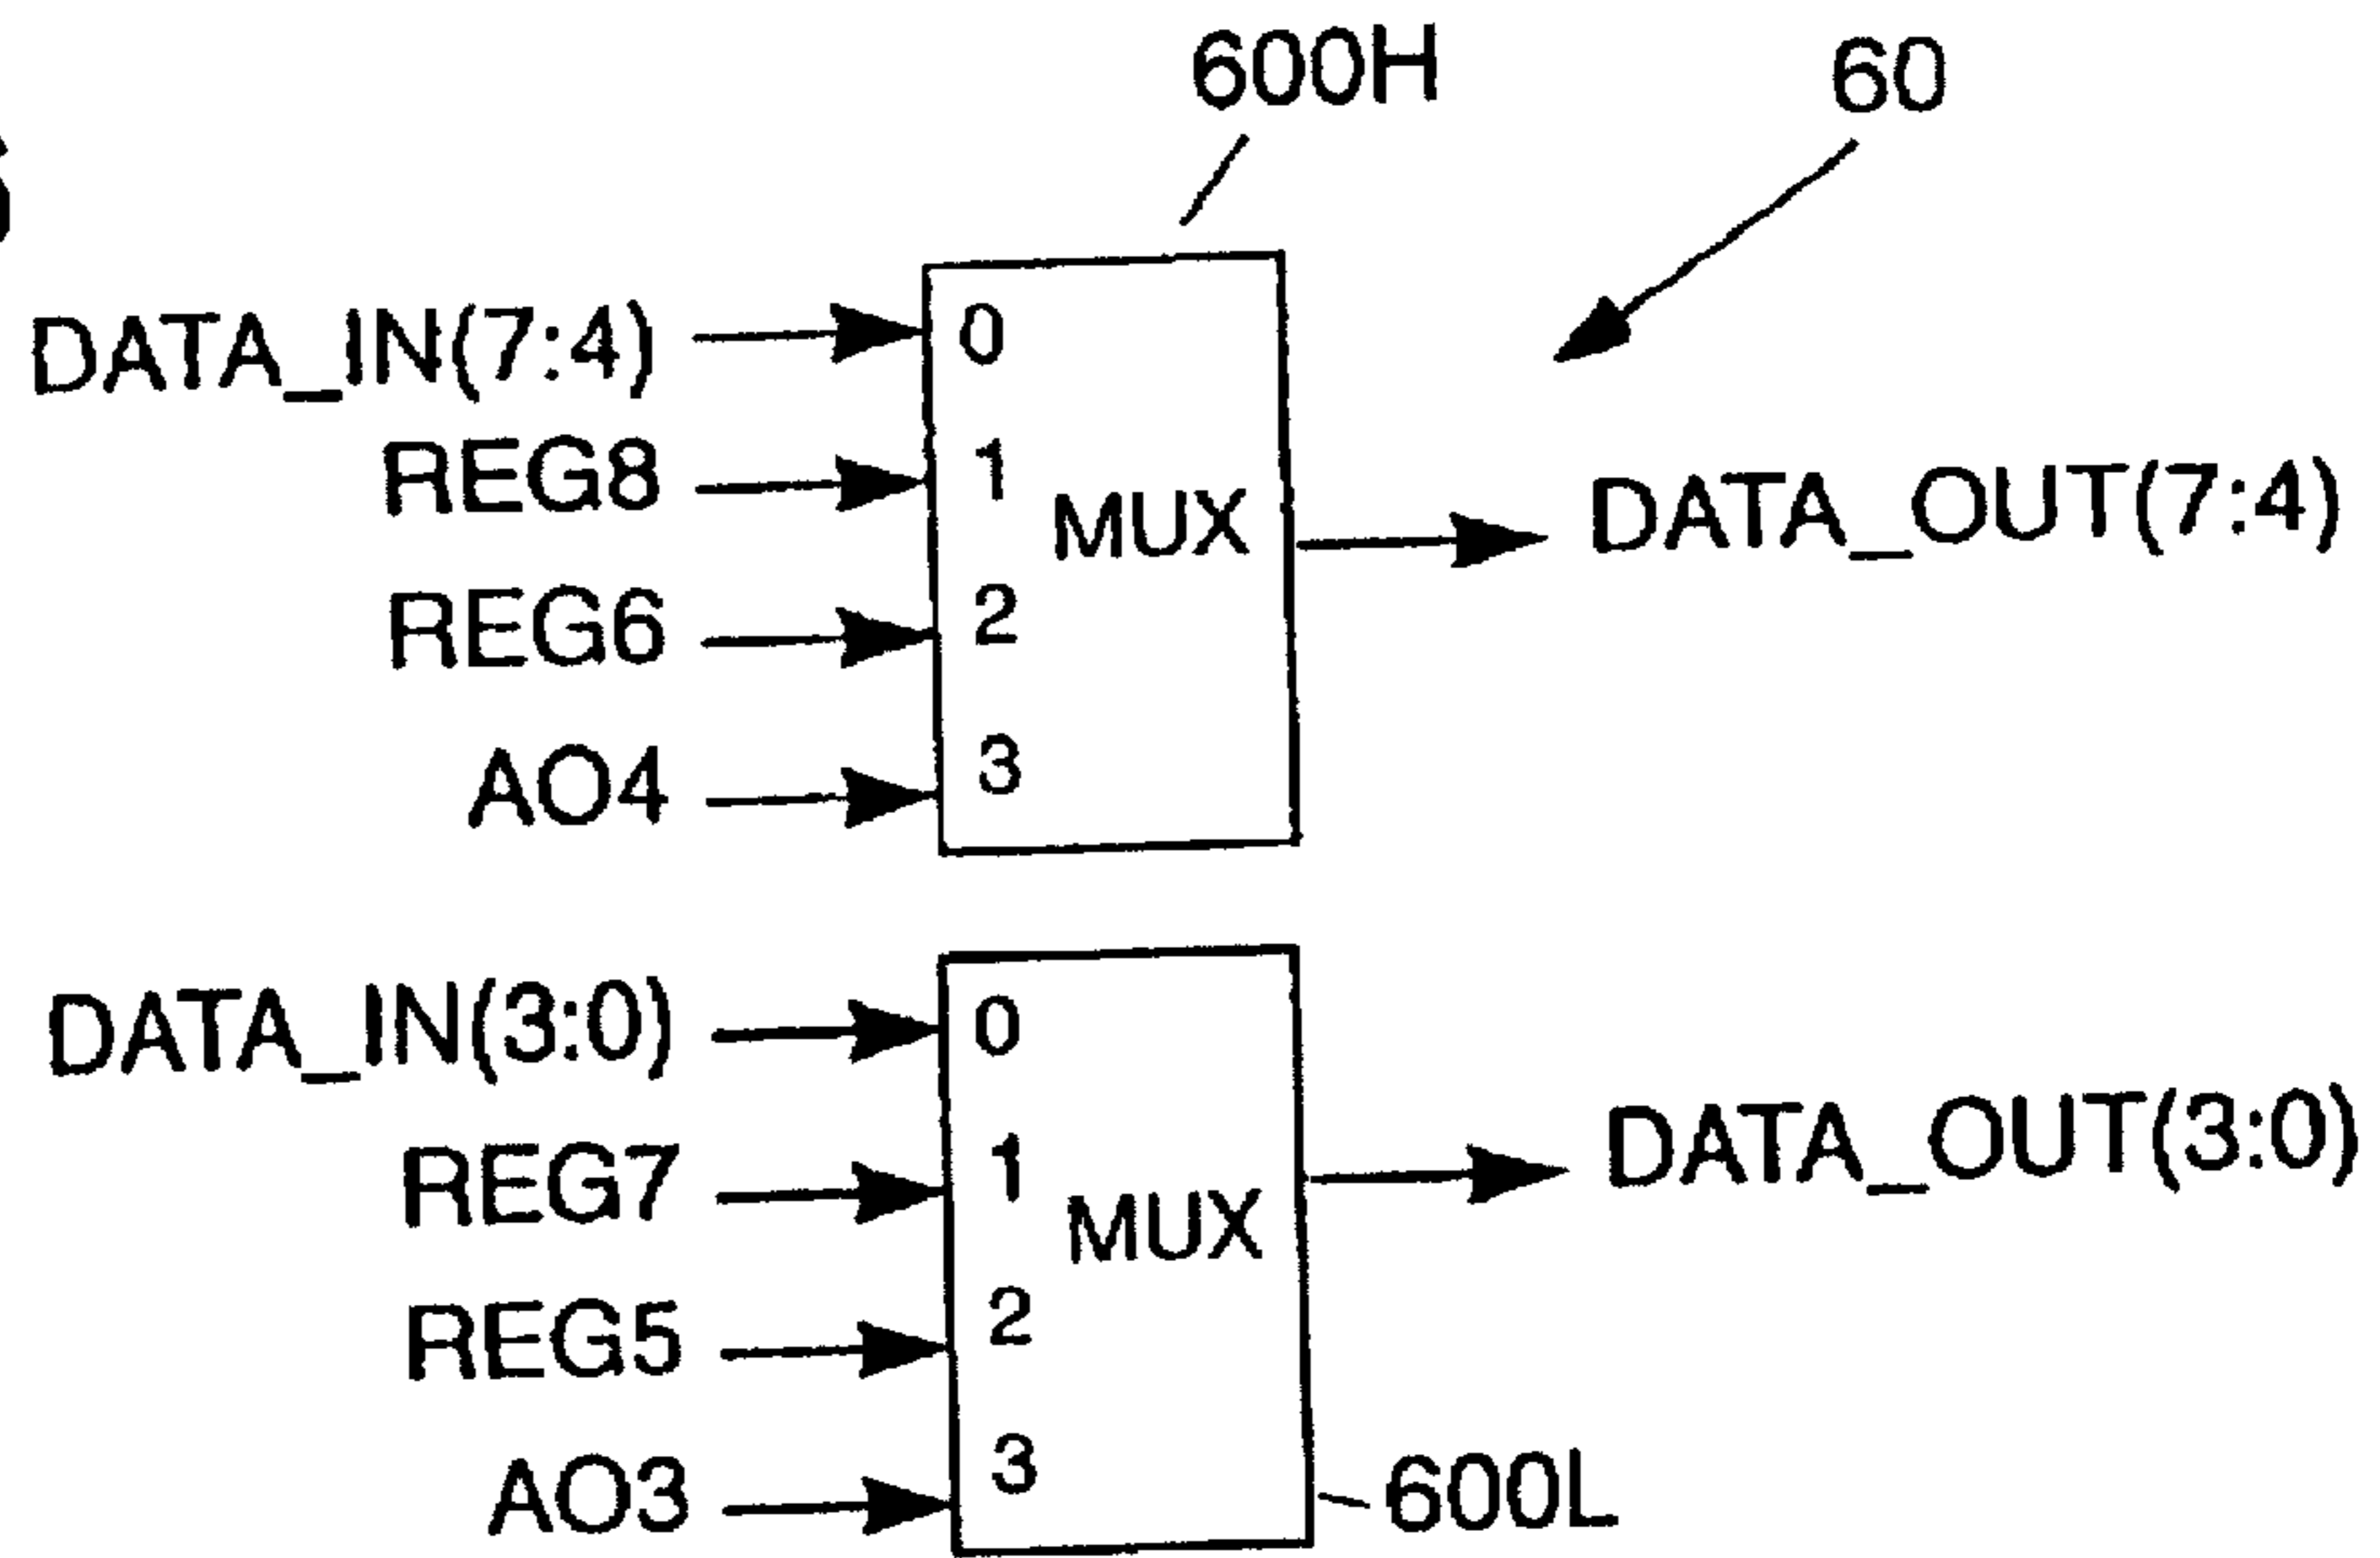 600H 60
DATA_IN(7:4) 0
REG8 1
MUX
DATA_OUT(7:4)
REG6 2
AO4 3
DATA_IN(3:0) 0
REG7 1
MUX
DATA_OUT(3:0)
REG5 2
AO3 3
600L